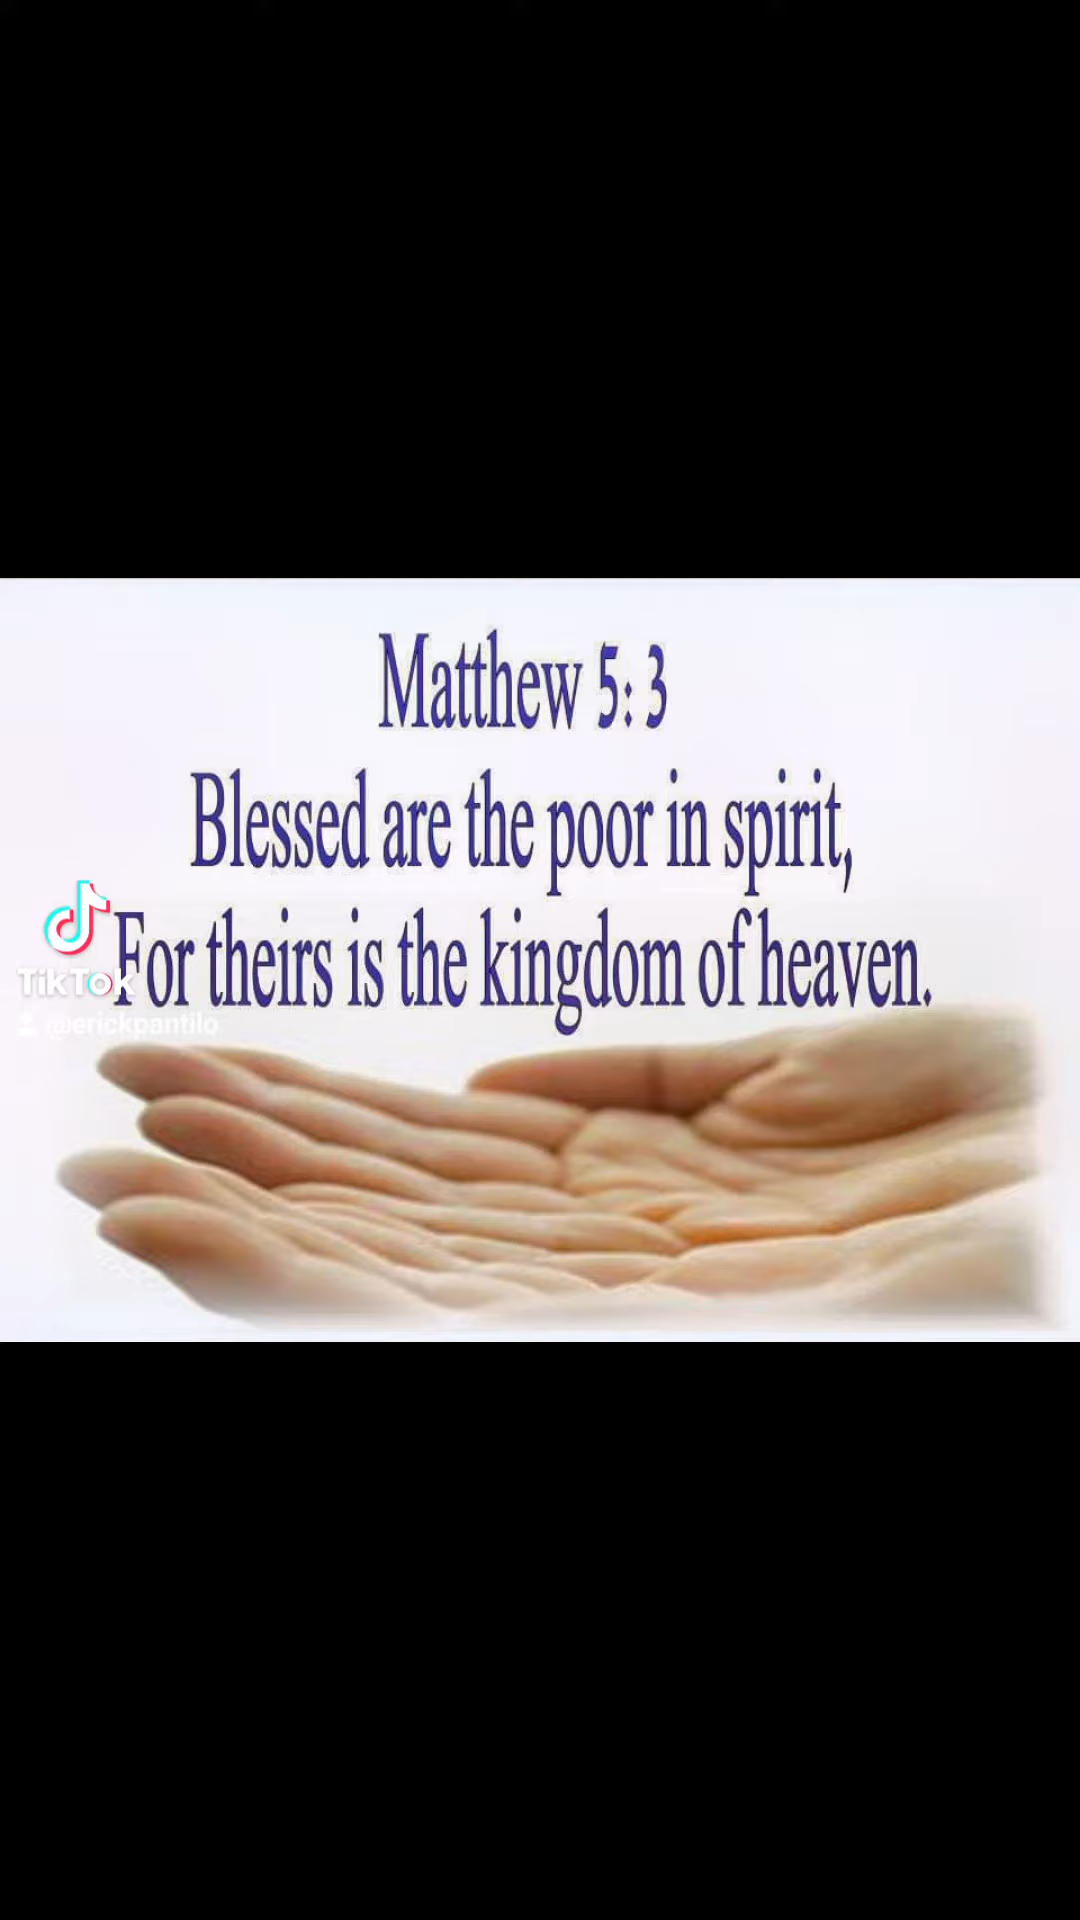 Matthew 5:3
Blessed are the poor in spirit,
For theirs is the kingdom of heaven.
TikTok
@erickpantilo